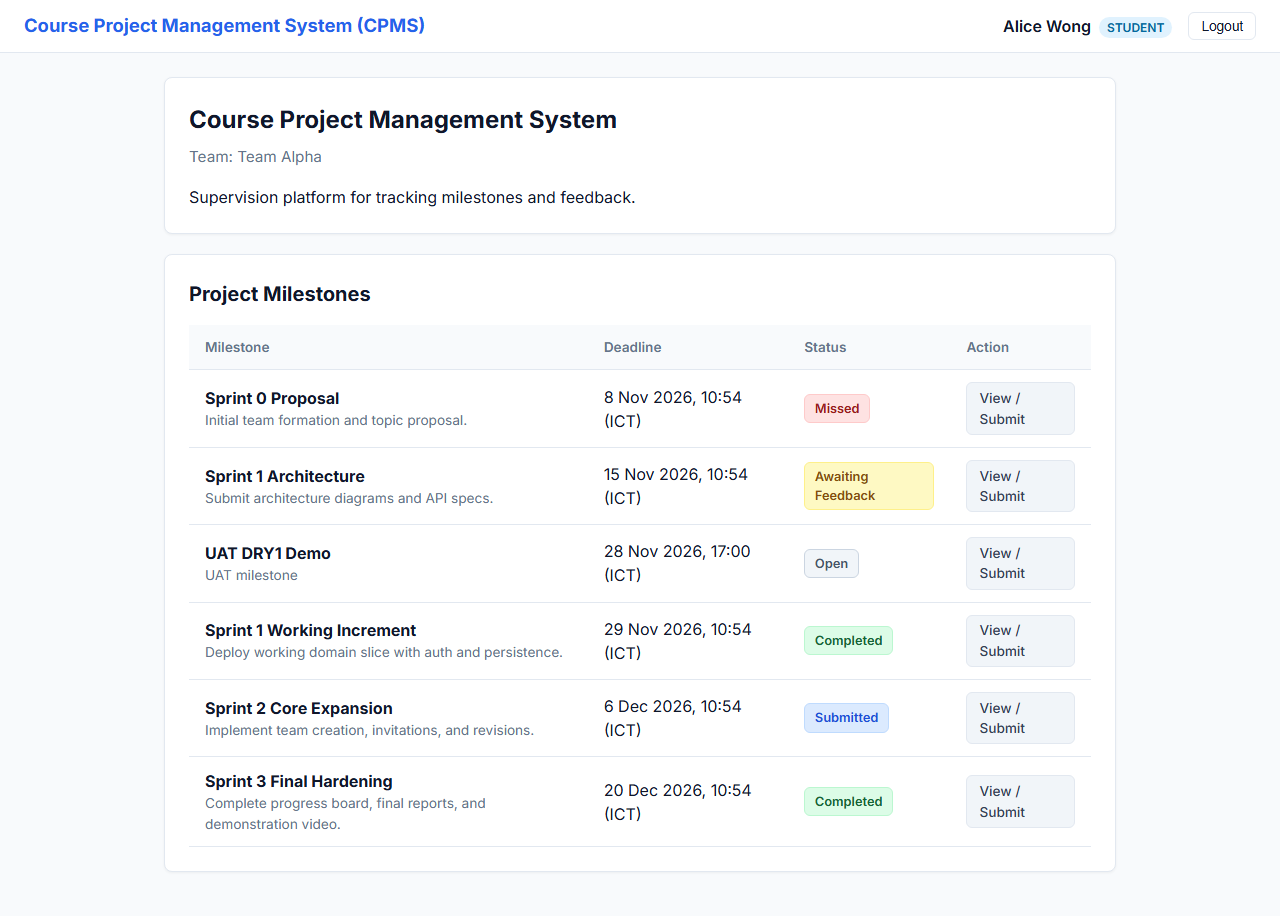 Course Project Management System (CPMS)
Alice Wong STUDENT Logout
Course Project Management System
Team: Team Alpha
Supervision platform for tracking milestones and feedback.
Project Milestones
Milestone Deadline Status Action
Sprint 0 Proposal
Initial team formation and topic proposal.
8 Nov 2026, 10:54
(ICT)
Missed
View /
Submit
Sprint 1 Architecture
Submit architecture diagrams and API specs.
15 Nov 2026, 10:54
(ICT)
Awaiting
Feedback
View /
Submit
UAT DRY1 Demo
UAT milestone
28 Nov 2026, 17:00
(ICT)
Open
View /
Submit
Sprint 1 Working Increment
Deploy working domain slice with auth and persistence.
29 Nov 2026, 10:54
(ICT)
Completed
View /
Submit
Sprint 2 Core Expansion
Implement team creation, invitations, and revisions.
6 Dec 2026, 10:54
(ICT)
Submitted
View /
Submit
Sprint 3 Final Hardening
Complete progress board, final reports, and
demonstration video.
20 Dec 2026, 10:54
(ICT)
Completed
View /
Submit